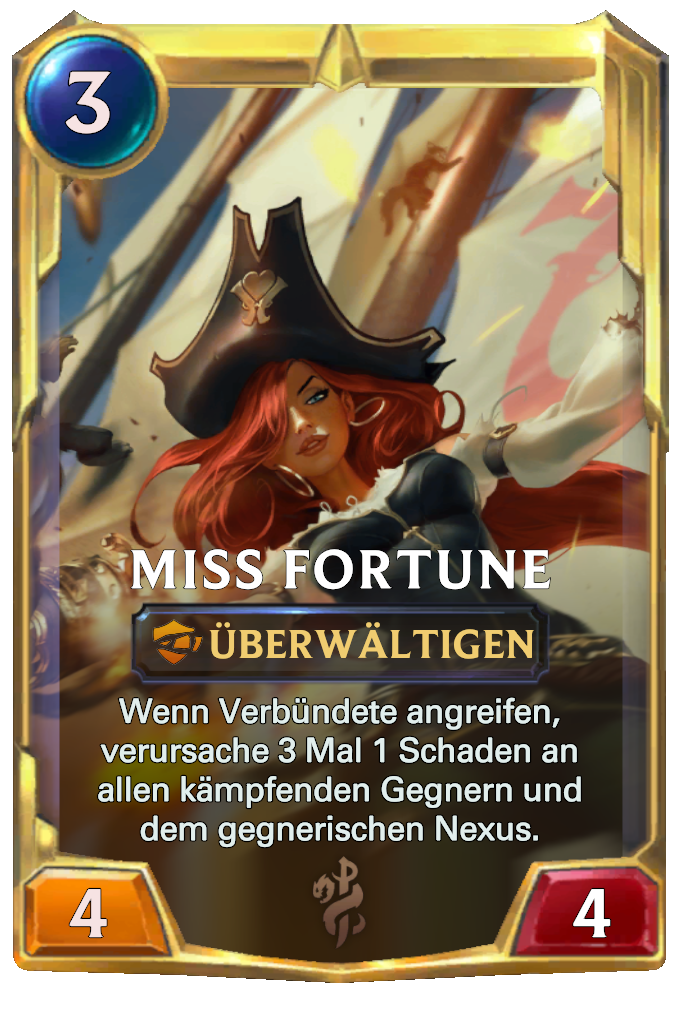 3
MISS FORTUNE
ÜBERWÄLTIGEN
Wenn Verbündete angreifen,
verursache 3 Mal 1 Schaden an
allen kämpfenden Gegnern und
dem gegnerischen Nexus.
4
4